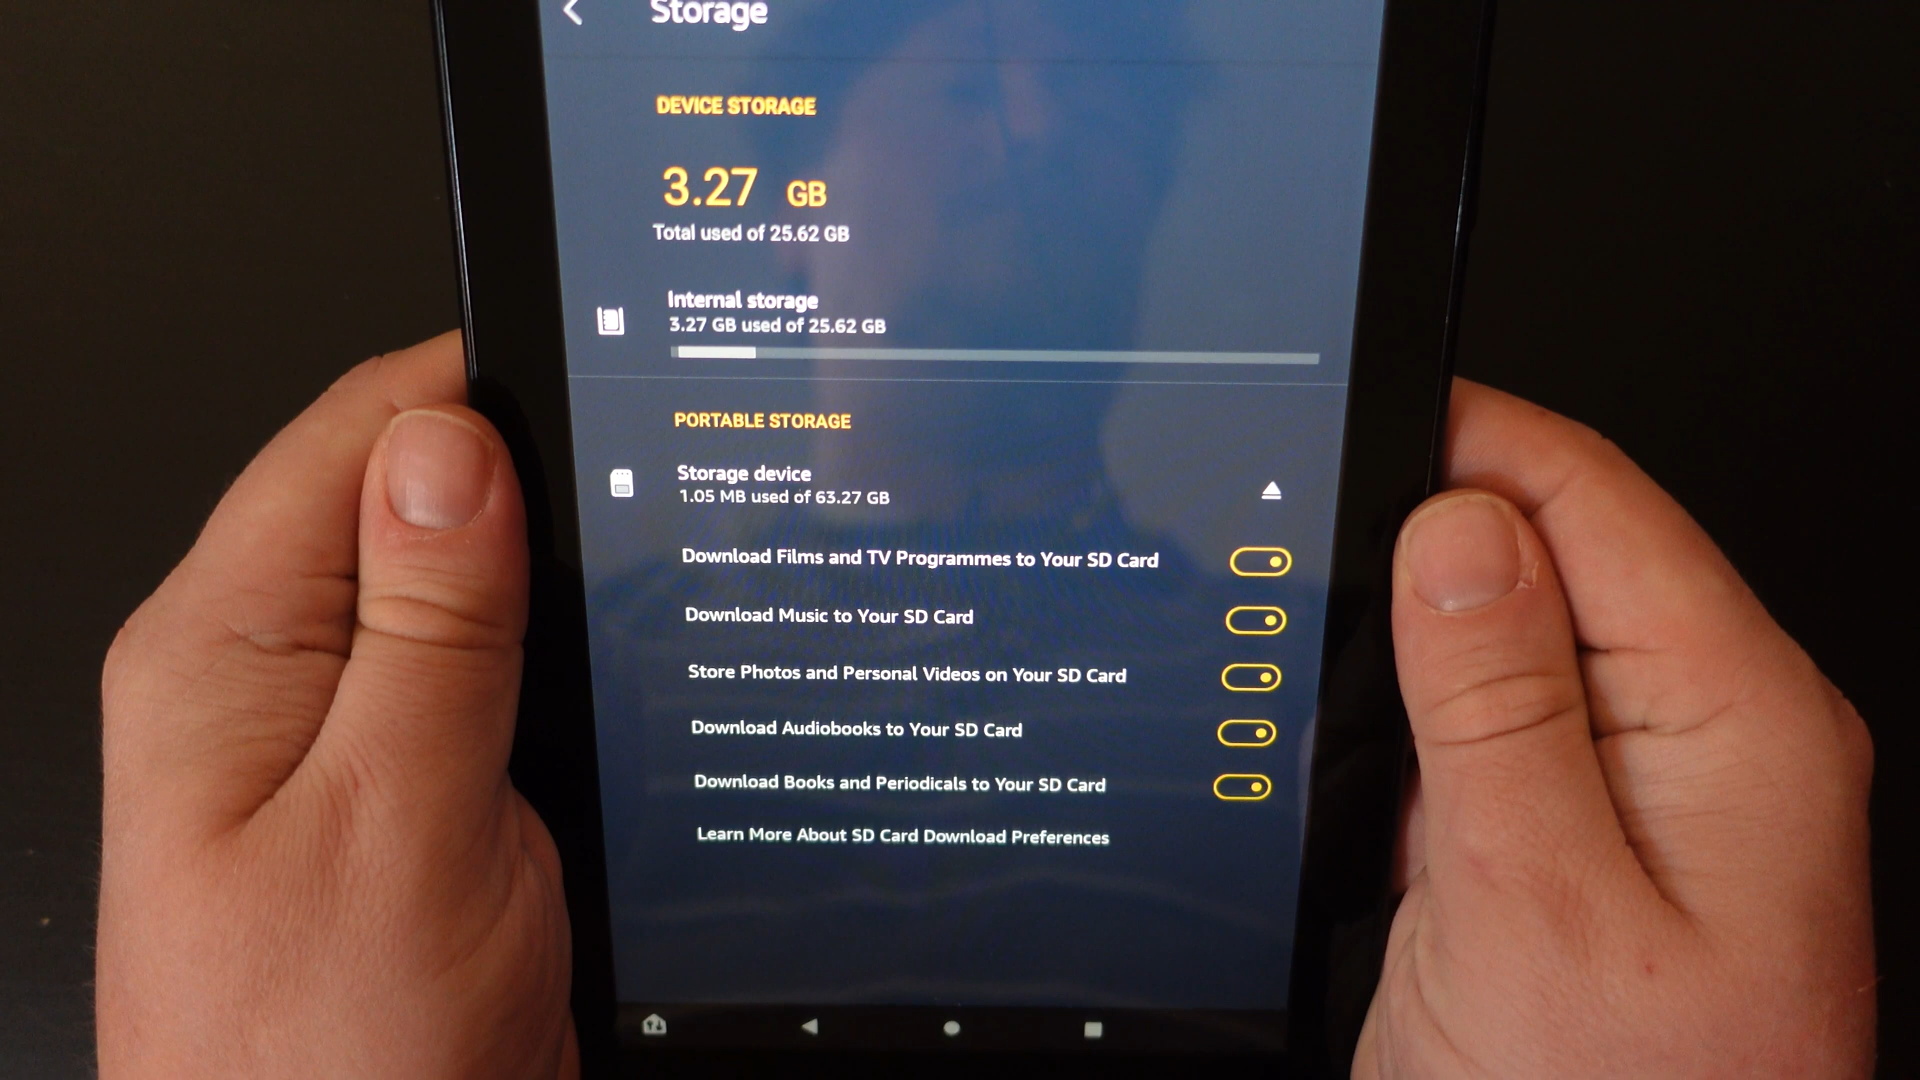 Storage
DEVICE STORAGE
3.27 GB
Total used of 25.62 GB
Internal storage
3.27 GB used of 25.62 GB
PORTABLE STORAGE
Storage device
1.05 MB used of 63.27 GB
Download Films and TV Programmes to Your SD Card
Download Music to Your SD Card
Store Photos and Personal Videos on Your SD Card
Download Audiobooks to Your SD Card
Download Books and Periodicals to Your SD Card
Learn More About SD Card Download Preferences